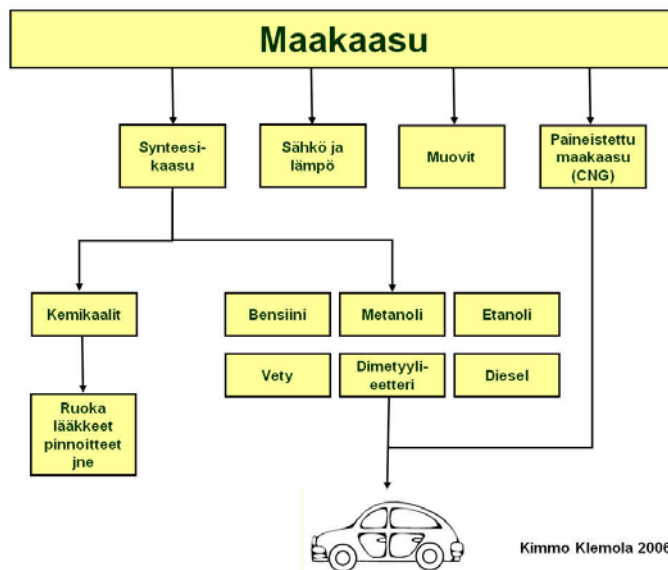 Maakaasu
Synteesi-
kaasu
Sähkö ja
lämpö
Muovit
Paineistettu
maakaasu
(CNG)
Kemikaalit
Bensiini
Metanoli
Etanoli
Vety
Dimetyyli-
eetteri
Diesel
Ruoka
lääkkeet
pinnoitteet
jne
Kimmo Klemola 2006